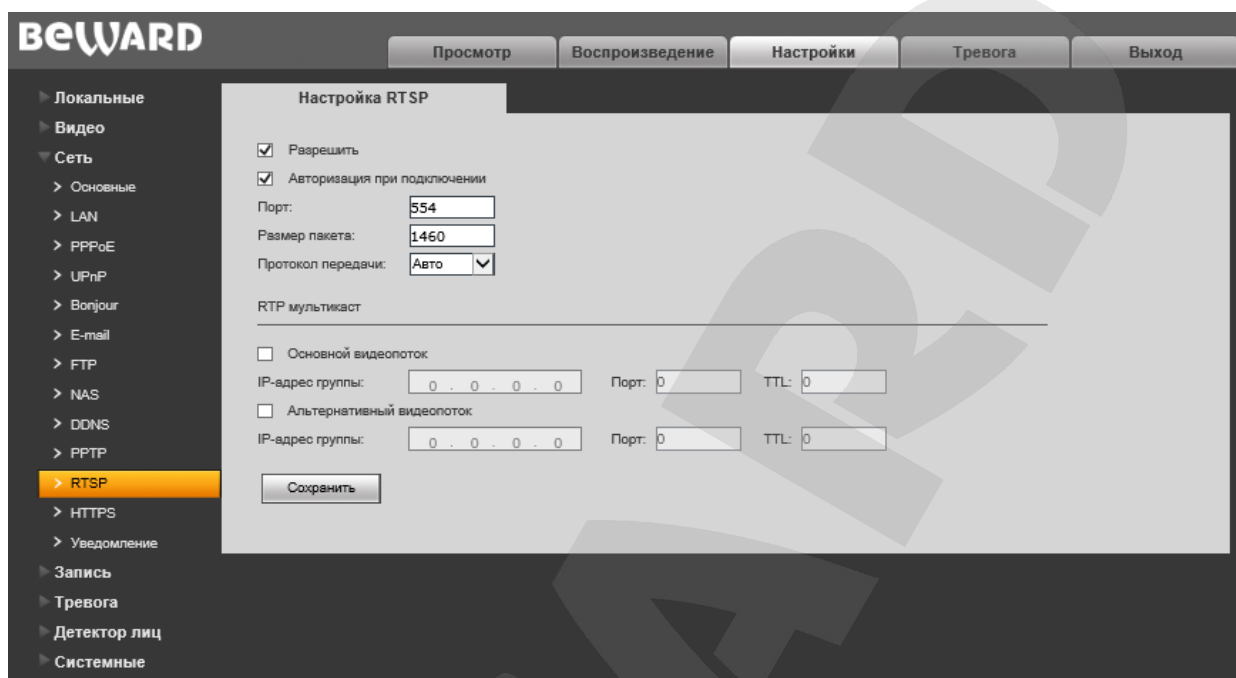 BEWARD
Просмотр Воспроизведение Настройки Тревога Выход
Локальные
Видео
Сеть
> Основные
> LAN
> PPPoE
> UPnP
> Bonjour
> E-mail
> FTP
> NAS
> DDNS
> PPTP
> RTSP
> HTTPS
> Уведомление
Запись
Тревога
Детектор лиц
Системные
Настройка RTSP
Разрешить
Авторизация при подключении
Порт: 554
Размер пакета: 1460
Протокол передачи: Авто
RTP мультикаст
Основной видеопоток
IP-адрес группы: 0 . 0 . 0 . 0 Порт: 0 TTL: 0
Альтернативный видеопоток
IP-адрес группы: 0 . 0 . 0 . 0 Порт: 0 TTL: 0
Сохранить